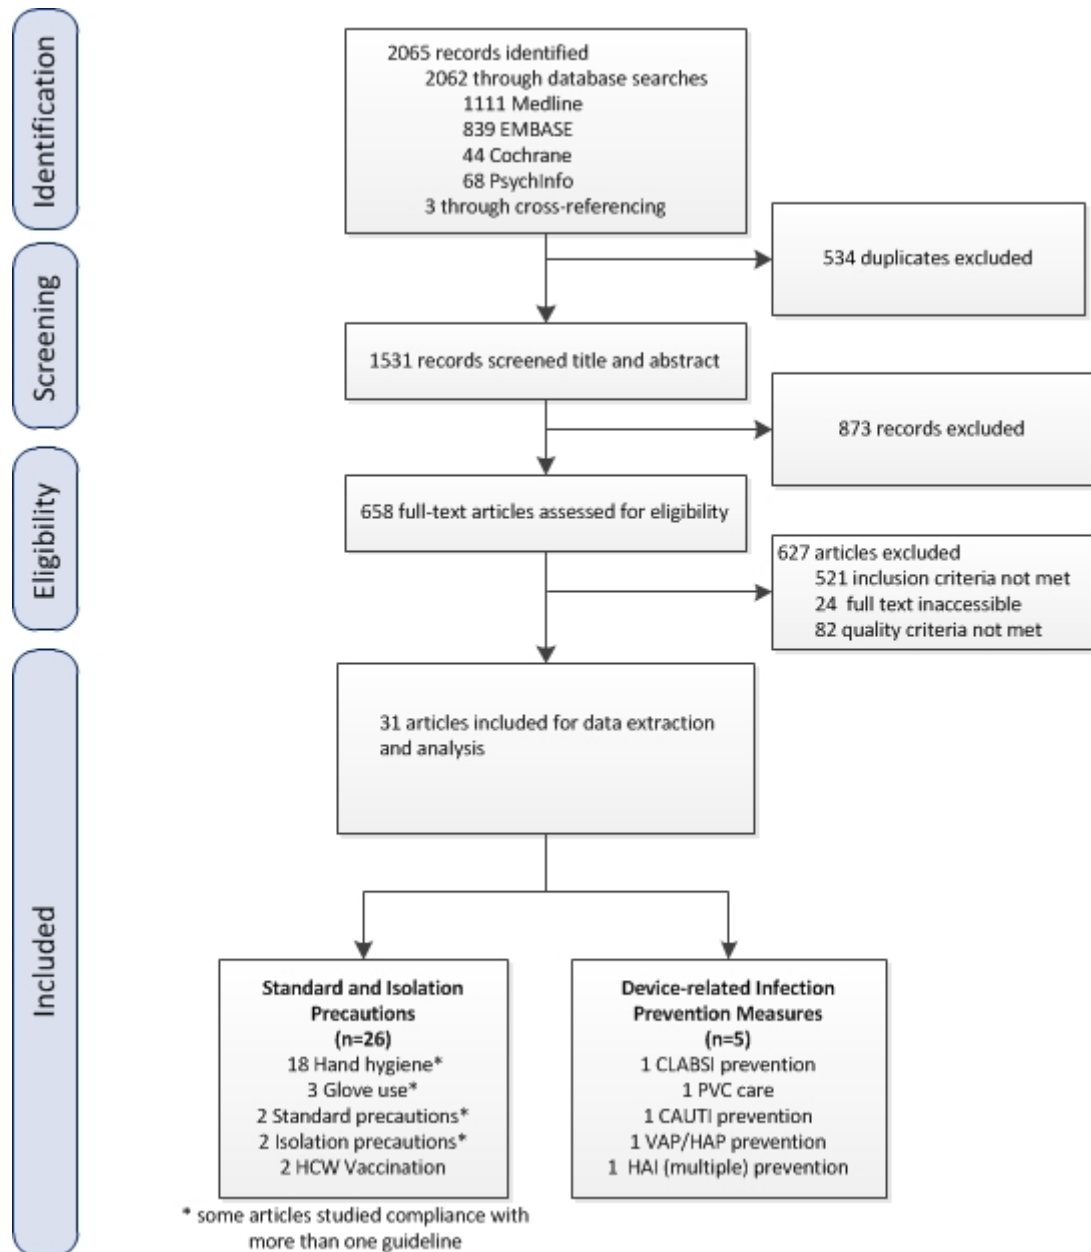 Identification
2065 records identified
2062 through database searches
1111 Medline
839 EMBASE
44 Cochrane
68 PsychInfo
3 through cross-referencing
534 duplicates excluded
Screening
1531 records screened title and abstract
873 records excluded
Eligibility
658 full-text articles assessed for eligibility
627 articles excluded
521 inclusion criteria not met
24 full text inaccessible
82 quality criteria not met
Included
31 articles included for data extraction
and analysis
Standard and Isolation
Precautions
(n=26)
18 Hand hygiene*
3 Glove use*
2 Standard precautions*
2 Isolation precautions*
2 HCW Vaccination
* some articles studied compliance with
more than one guideline
Device-related Infection
Prevention Measures
(n=5)
1 CLABSI prevention
1 PVC care
1 CAUTI prevention
1 VAP/HAP prevention
1 HAI (multiple) prevention